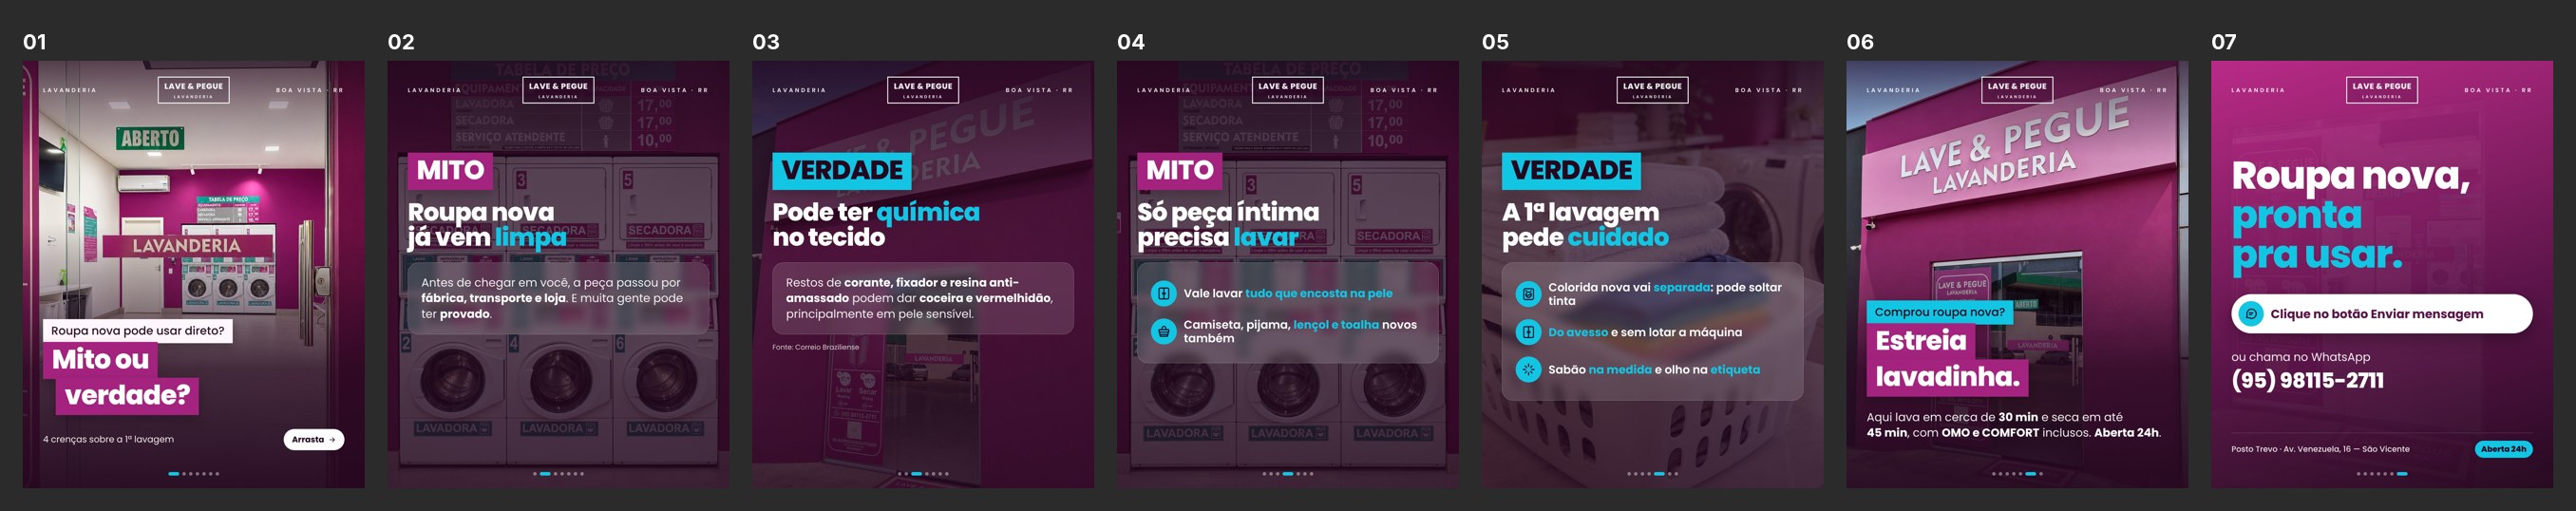 01
LAVANDERIA
LAVE & PEGUE
LAVANDERIA
BOA VISTA · RR
ABERTO
TABELA DE PREÇO
LAVANDERIA
Roupa nova pode usar direto?
Mito ou
verdade?
4 crenças sobre a 1ª lavagem
Arrasta →
02
TABELA DE PREÇO
LAVANDERIA
LAVE & PEGUE
LAVANDERIA
BOA VISTA · RR
LAVADORA 17,00
SECADORA 17,00
SERVIÇO ATENDENTE 10,00
MITO
3
5
Roupa nova
já vem limpa
SECADORA
Antes de chegar em você, a peça passou por
fábrica, transporte e loja. E muita gente pode
ter provado.
2
4
6
LAVADORA
LAVADORA
LAVADORA
03
LAVANDERIA
LAVE & PEGUE
LAVANDERIA
BOA VISTA · RR
VERDADE
Pode ter química
no tecido
Restos de corante, fixador e resina anti-
amassado podem dar coceira e vermelhidão,
principalmente em pele sensível.
Fonte: Correio Braziliense
LAVANDERIA
04
TABELA DE PREÇO
LAVANDERIA
LAVE & PEGUE
LAVANDERIA
BOA VISTA · RR
LAVADORA 17,00
SECADORA 17,00
SERVIÇO ATENDENTE 10,00
MITO
3
5
Só peça íntima
precisa lavar
SECADORA
Vale lavar tudo que encosta na pele
Camiseta, pijama, lençol e toalha novos
também
LAVADORA
LAVADORA
LAVADORA
05
LAVANDERIA
LAVE & PEGUE
LAVANDERIA
BOA VISTA · RR
VERDADE
A 1ª lavagem
pede cuidado
Colorida nova vai separada: pode soltar
tinta
Do avesso e sem lotar a máquina
Sabão na medida e olho na etiqueta
06
LAVANDERIA
LAVE & PEGUE
LAVANDERIA
BOA VISTA · RR
LAVE & PEGUE
LAVANDERIA
LAVE & PEGUE
ABERTO
LAVANDERIA
Comprou roupa nova?
Estreia
lavadinha.
Aqui lava em cerca de 30 min e seca em até
45 min, com OMO e COMFORT inclusos. Aberta 24h.
07
LAVANDERIA
LAVE & PEGUE
LAVANDERIA
BOA VISTA · RR
Roupa nova,
pronta
pra usar.
Clique no botão Enviar mensagem
ou chama no WhatsApp
(95) 98115-2711
Posto Trevo · Av. Venezuela, 16 — São Vicente
Aberta 24h